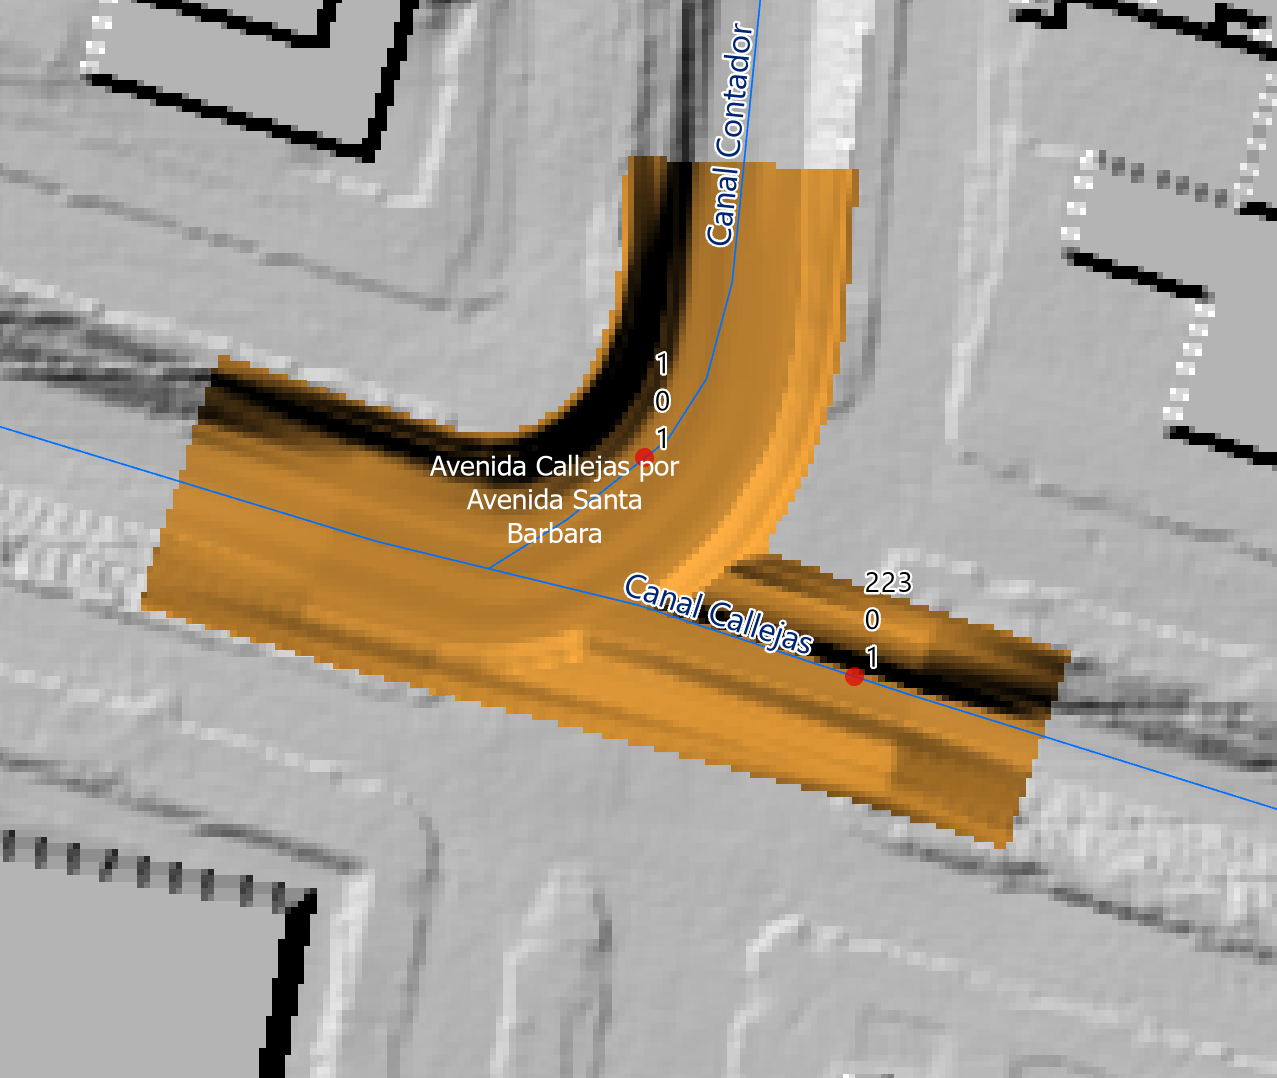 Canal Contador
1
0
1
Avenida Callejas por
Avenida Santa
Barbara
Canal Callejas
223
0
1